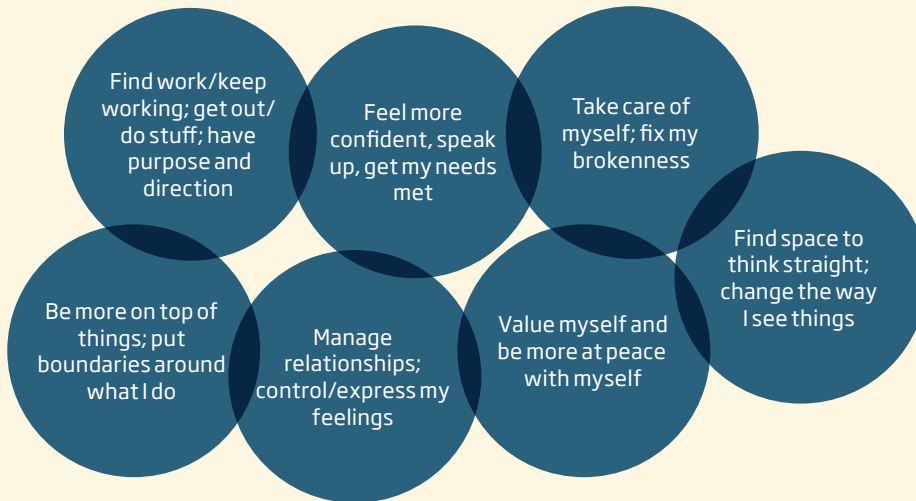 Find work/keep
working; get out/
do stuff; have
purpose and
direction
Feel more
confident, speak
up, get my needs
met
Take care of
myself; fix my
brokenness
Find space to
think straight;
change the way
I see things
Be more on top of
things; put
boundaries around
what I do
Manage
relationships;
control/express my
feelings
Value myself and
be more at peace
with myself